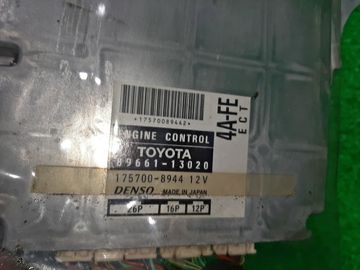 *17570089442*
ENGINE CONTROL
TOYOTA
89661-13020
175700-8944 12V
DENSO MADE IN JAPAN
26P 16P 12P
4A-FE
ECT